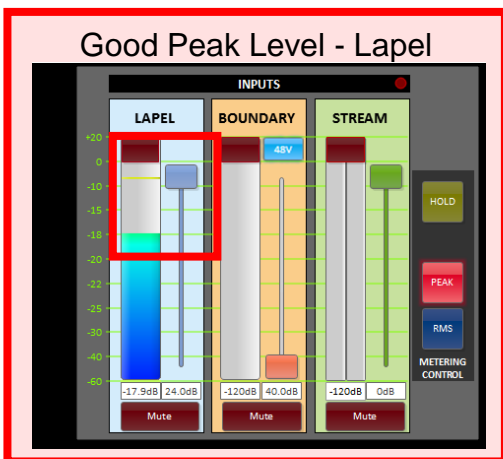 Good Peak Level - Lapel
INPUTS
LAPEL BOUNDARY STREAM
+20
48V
0
-10
-15
HOLD
-18
-20
-22
PEAK
-25
-30
RMS
-40
METERING
CONTROL
-60
-17.9dB 24.0dB -120dB 40.0dB -120dB 0dB
Mute Mute Mute